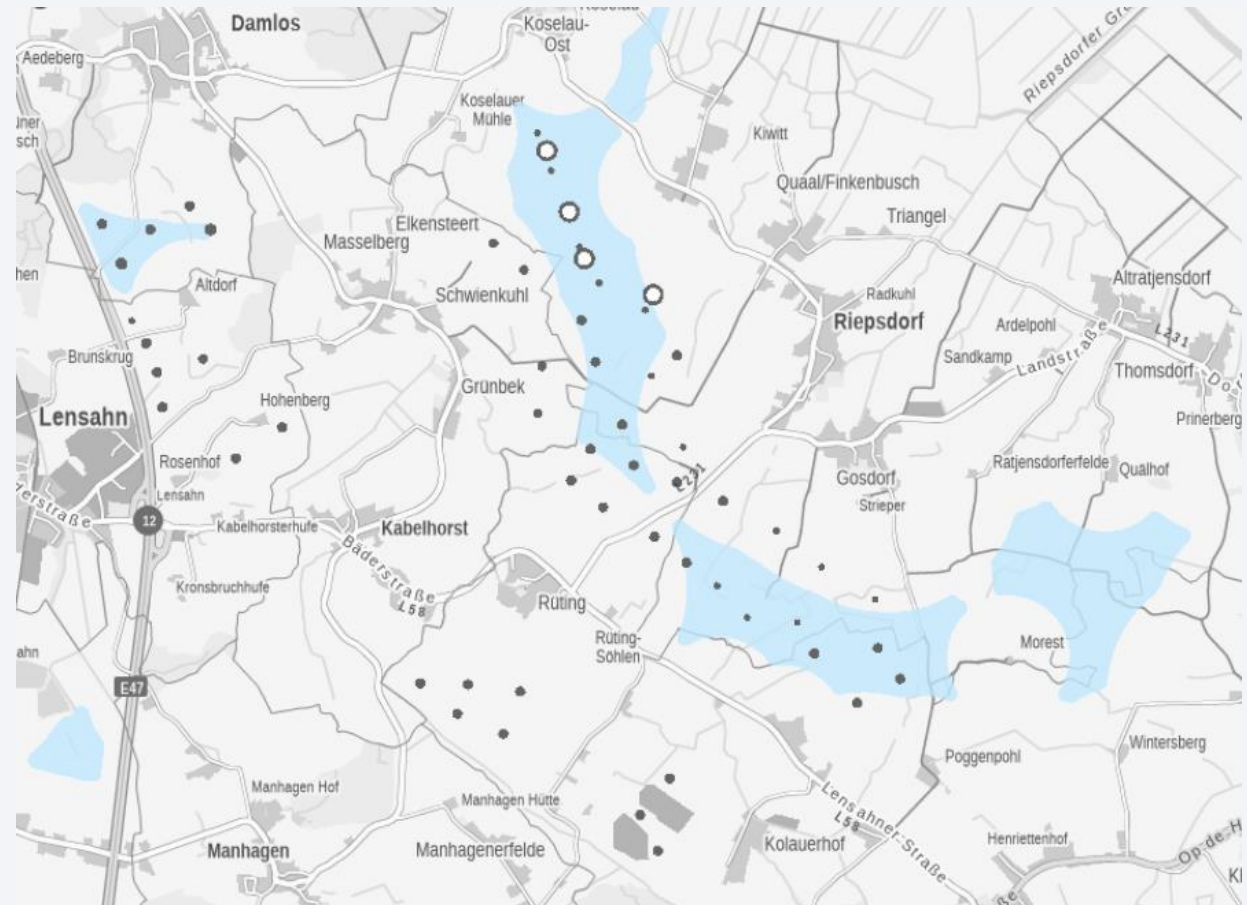 Damlos
Koselau-
Ost
Aedeberg
Riepsdorfer
Koselauer
Mühle
Kiwitt
Quaal/Finkenbusch
Triangel
Elkensteert
Masselberg
Altdorf
Schwienkuhl
Altratjensdorf
Radkuhl
Riepsdorf
Ardelpohl
L231
Brunskrug
Sandkamp
Landstraße
Thomsdorf
Grünbek
Hohenberg
Lensahn
Prinerberg
Rosenhof
L231
Gosdorf
Ratjensdorferfelde
Qualhof
Lensahn
Strieper
12
Kabelhorsterhufe
Kabelhorst
Bäderstraße
L58
Kronsbruchhufe
Rüting
Rüting-
Söhlen
Morest
E47
Wintersberg
Poggenpohl
Manhagen Hof
Manhagen Hütte
Lensahner-Straße
L58
Manhagen
Manhagenerfelde
Kolauerhof
Henriettenhof